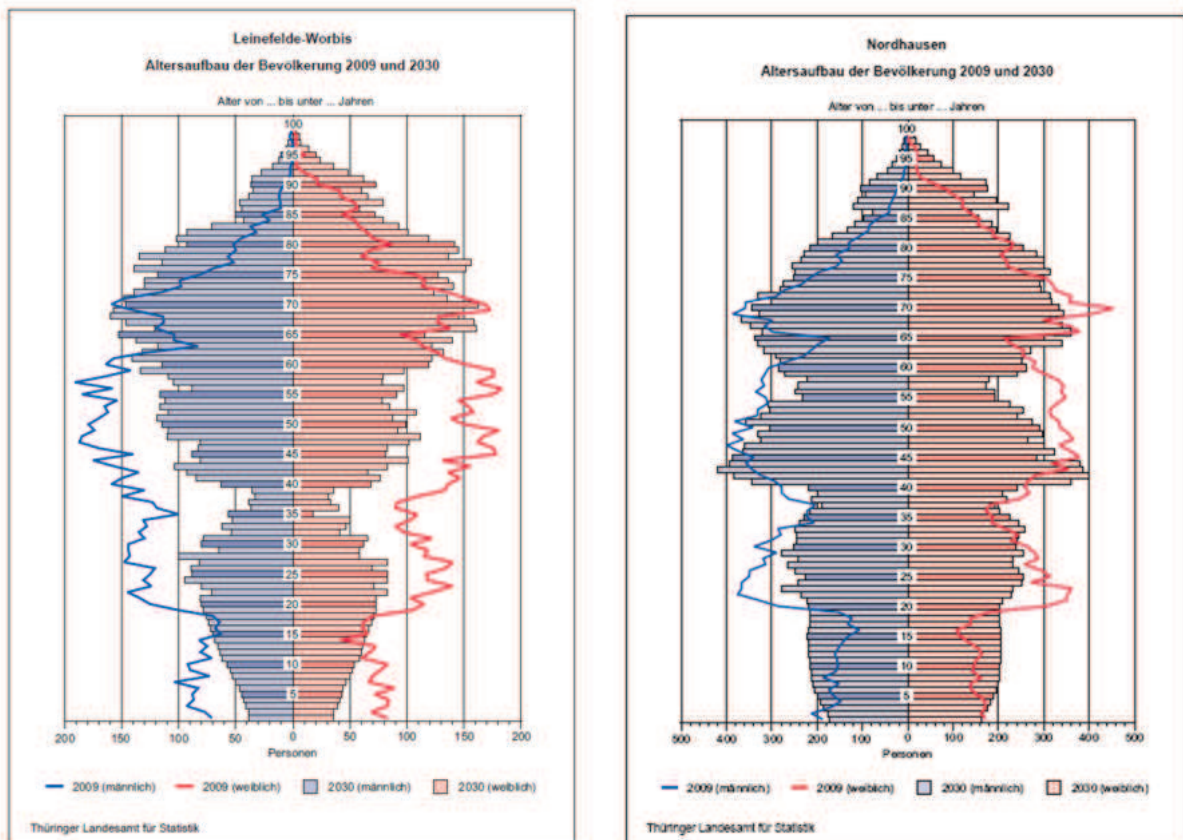 Leinefelde-Worbis
Altersaufbau der Bevölkerung 2009 und 2030
Alter von ... bis unter ... Jahren
100
95
90
85
80
75
70
65
60
55
50
45
40
35
30
25
20
15
10
5
200 150 100 50 0 50 100 150 200
Personen
2009 (männlich) 2009 (weiblich) 2030 (männlich) 2030 (weiblich)
Thüringer Landesamt für Statistik
Nordhausen
Altersaufbau der Bevölkerung 2009 und 2030
Alter von ... bis unter ... Jahren
100
95
90
85
80
75
70
65
60
55
50
45
40
35
30
25
20
15
10
5
500 400 300 200 100 0 100 200 300 400 500
Personen
2009 (männlich) 2009 (weiblich) 2030 (männlich) 2030 (weiblich)
Thüringer Landesamt für Statistik